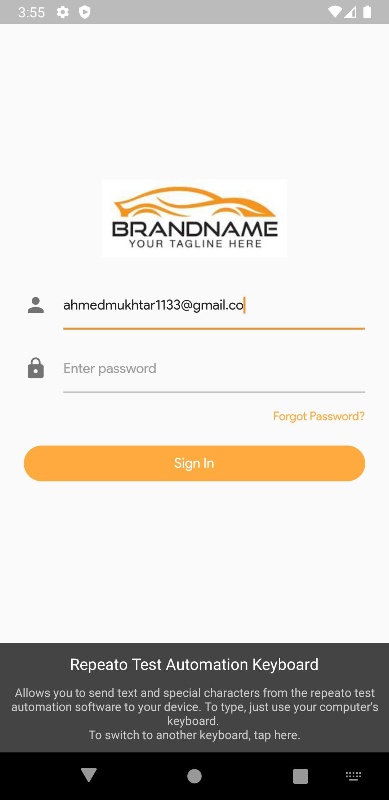 3:55
BRANDNAME
YOUR TAGLINE HERE
ahmedmukhtar1133@gmail.co
Enter password
Forgot Password?
Sign In
Repeato Test Automation Keyboard
Allows you to send text and special characters from the repeato test
automation software to your device. To type, just use your computer's
keyboard.
To switch to another keyboard, tap here.